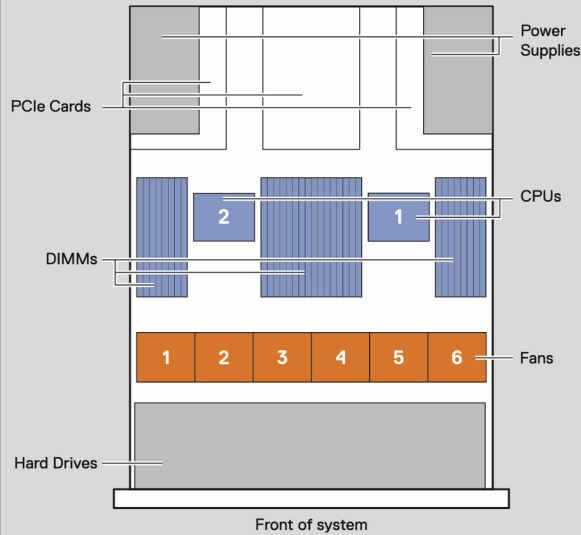 Power
Supplies
PCIe Cards
CPUs
2
1
DIMMs
1 2 3 4 5 6
Fans
Hard Drives
Front of system